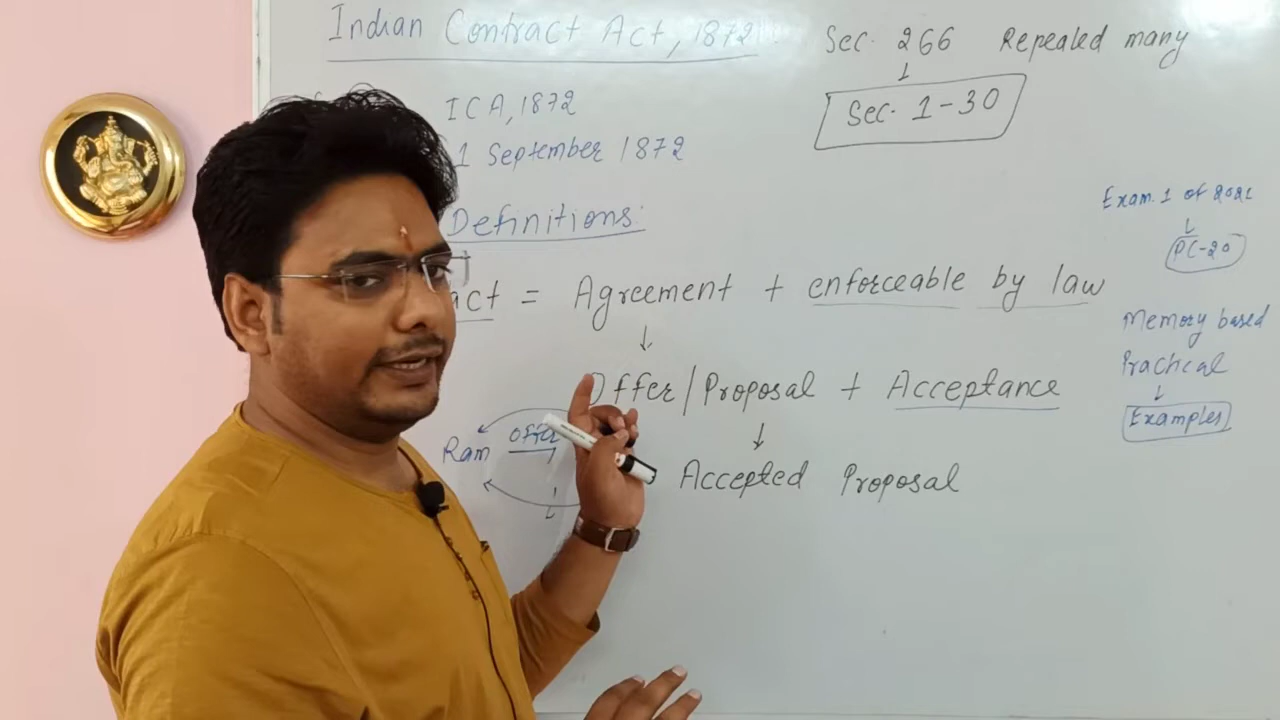 Indian Contract Act, 1872
Sec. 266 Repealed many
Sec. 1-30
ICA, 1872
1 September 1872
Definitions:
act = Agreement + enforceable by law
Offer/Proposal + Acceptance
Ram offer
Accepted Proposal
Exam. 1 of 2021
PC-20
Memory based
Practical
Examples